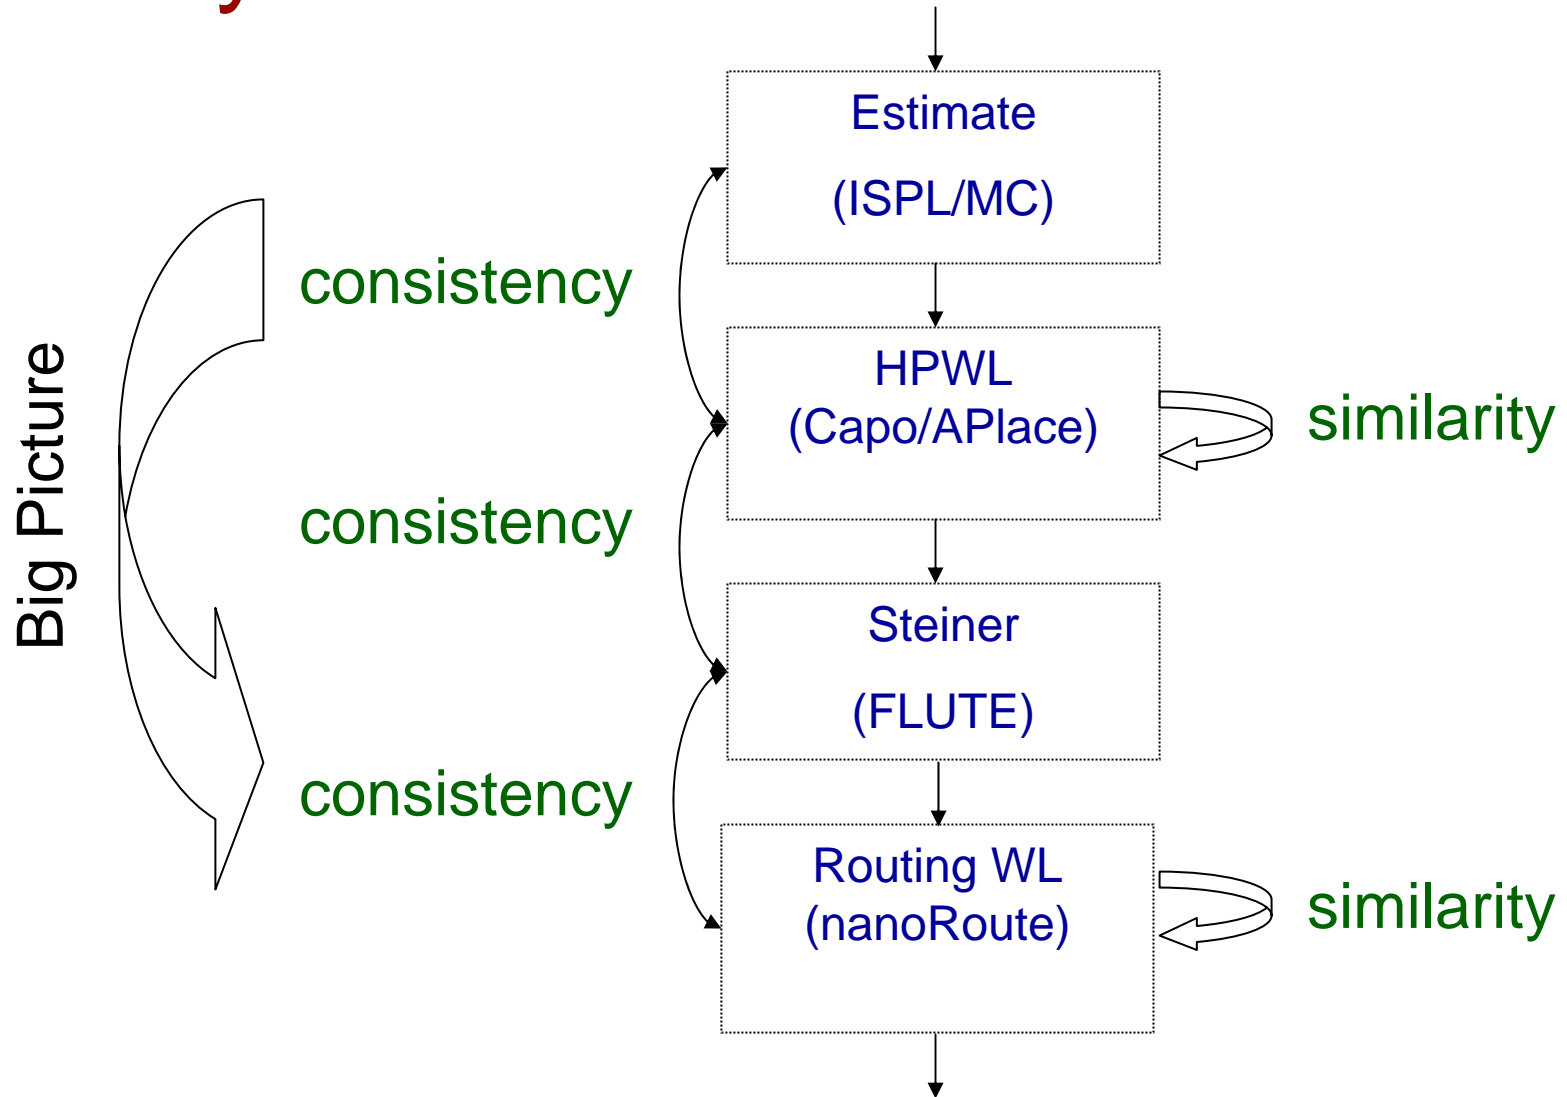 Estimate
(ISPL/MC)
consistency
HPWL
(Capo/APlace)
similarity
Big Picture
consistency
Steiner
(FLUTE)
consistency
Routing WL
(nanoRoute)
similarity